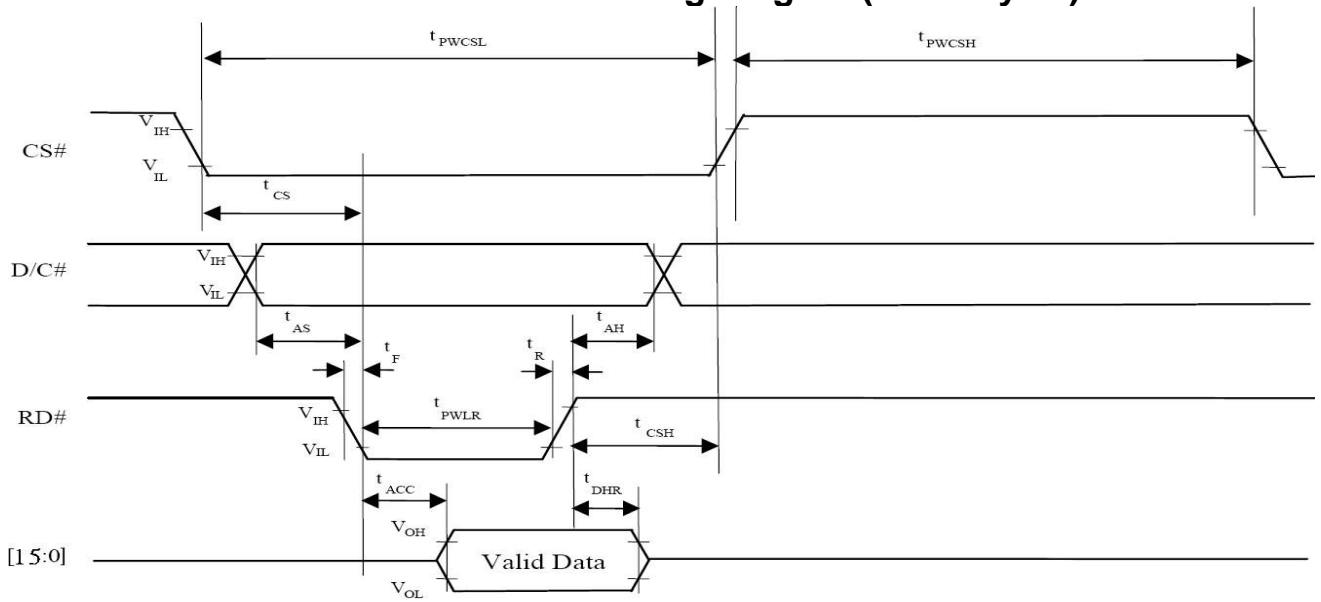 t PWCSL
t PWCSH
CS#
V IH
V IL
t CS
D/C#
V IH
V IL
t AS
t AH
t F
t R
RD#
V IH
V IL
t PWLR
t CSH
t ACC
t DHR
[15:0]
V OH
Valid Data
V OL